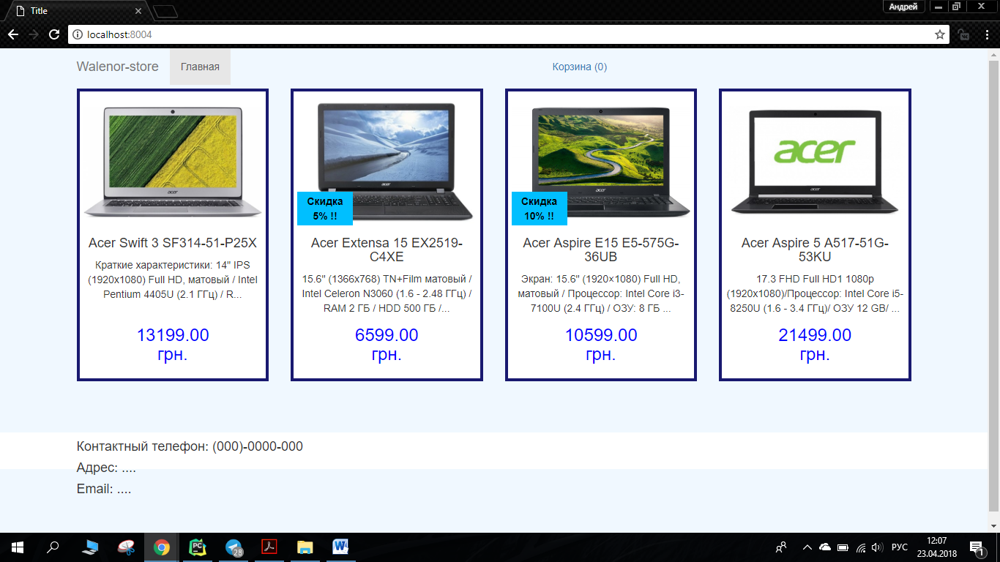 Title
Андрей
localhost:8004
Walenor-store
Главная
Корзина (0)
acer
acer
acer
Скидка
5% !!
Скидка
10% !!
acer
acer
Acer Swift 3 SF314-51-P25X
Краткие характеристики: 14" IPS
(1920x1080) Full HD, матовый / Intel
Pentium 4405U (2.1 ГГц) / R...
13199.00
грн.
Acer Extensa 15 EX2519-
C4XE
15.6" (1366x768) TN+Film матовый /
Intel Celeron N3060 (1.6 - 2.48 ГГц) /
RAM 2 ГБ / HDD 500 ГБ /...
6599.00
грн.
Acer Aspire E15 E5-575G-
36UB
Экран: 15.6" (1920×1080) Full HD,
матовый / Процессор: Intel Core i3-
7100U (2.4 ГГц) / ОЗУ: 8 ГБ ...
10599.00
грн.
Acer Aspire 5 A517-51G-
53KU
17.3 FHD Full HD1 1080p
(1920x1080)/Процессор: Intel Core i5-
8250U (1.6 - 3.4 ГГц)/ ОЗУ 12 GB/ ...
21499.00
грн.
Контактный телефон: (000)-0000-000
Адрес: ....
Email: ....
PC
28
W
РУС
12:07
23.04.2018
1